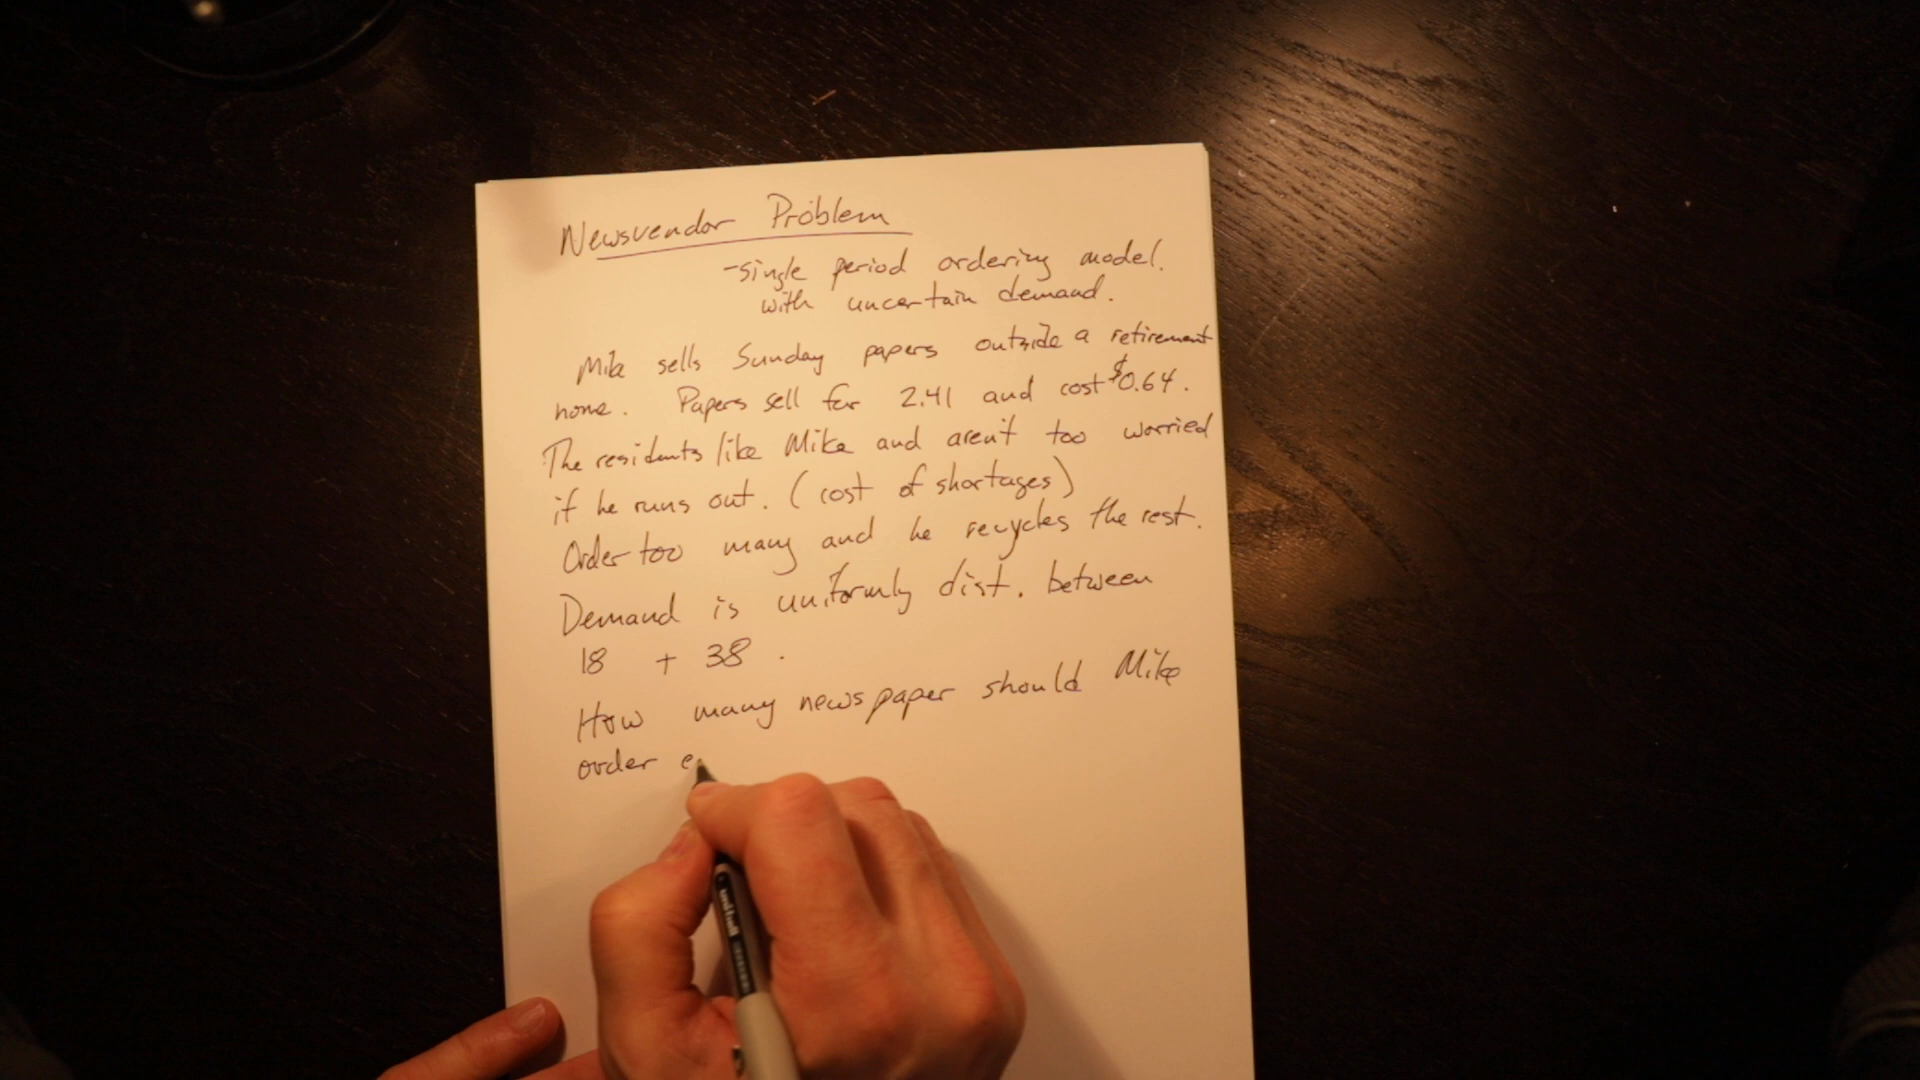 Newsvendor Problem
-single period ordering model.
with uncertain demand.
Mike sells Sunday papers outside a retirement
home. Papers sell for 2.41 and cost $0.64.
The residents like Mike and aren't too worried
if he runs out. (cost of shortages)
Order too many and he recycles the rest.
Demand is uniformly dist. between
18 + 38.
How many newspaper should Mike
order e
uniball